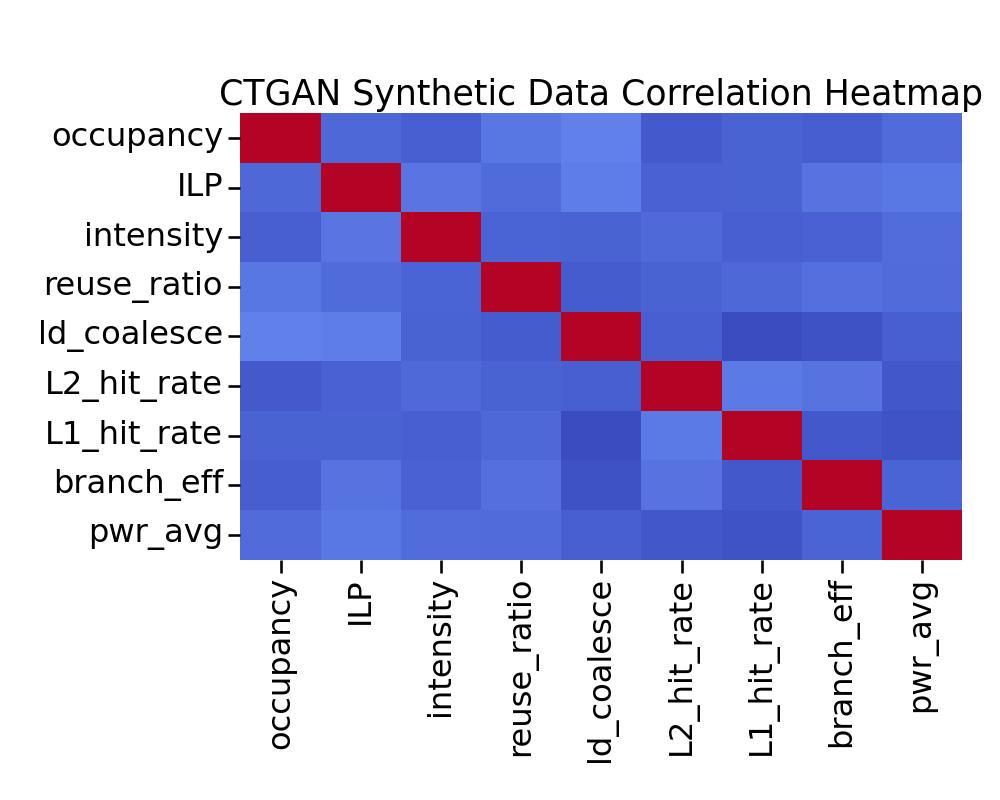 CTGAN Synthetic Data Correlation Heatmap
occupancy
ILP
intensity
reuse_ratio
ld_coalesce
L2_hit_rate
L1_hit_rate
branch_eff
pwr_avg
occupancy
ILP
intensity
reuse_ratio
ld_coalesce
L2_hit_rate
L1_hit_rate
branch_eff
pwr_avg